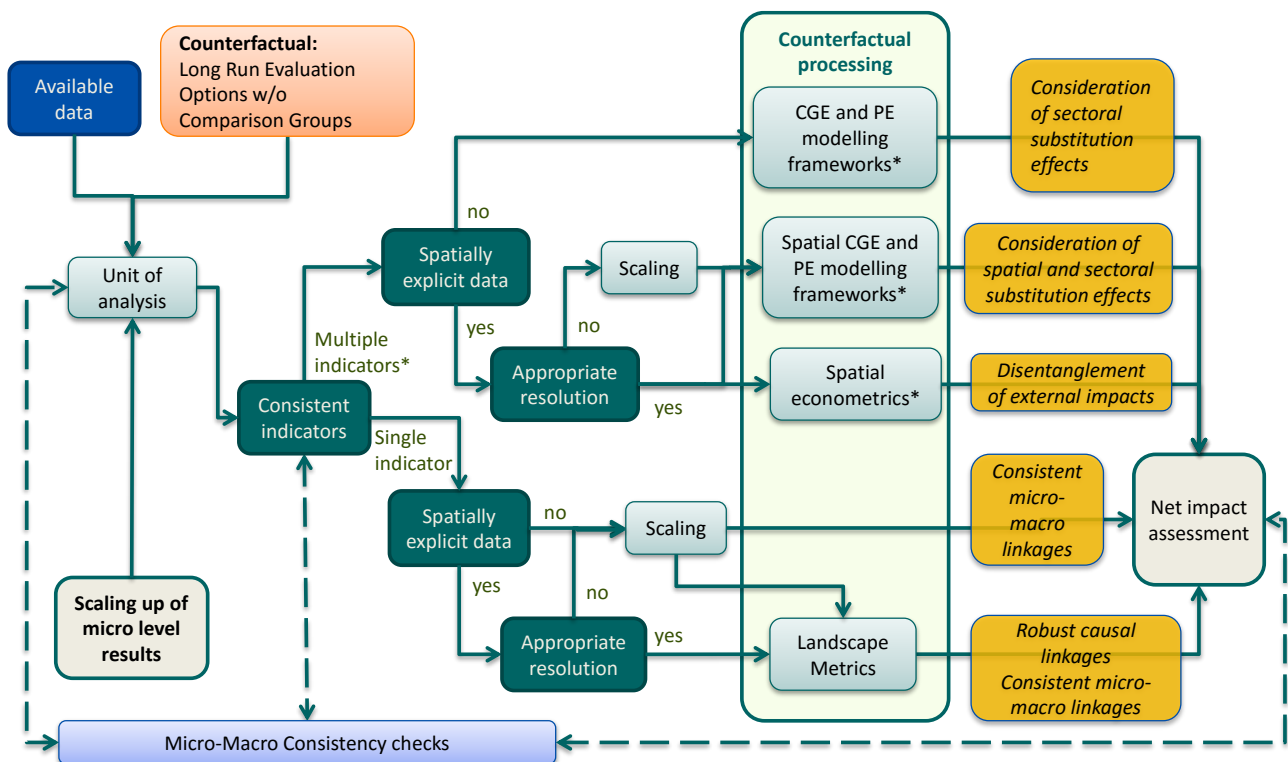 Counterfactual:
Long Run Evaluation
Options w/o
Comparison Groups
Available
data
Counterfactual
processing
CGE and PE
modelling
frameworks*
Consideration
of sectoral
substitution
effects
no
Spatially
explicit data
Scaling
Spatial CGE and
PE modelling
frameworks*
Consideration of
spatial and sectoral
substitution effects
Unit of
analysis
yes
no
Multiple
indicators*
Appropriate
resolution
yes
Spatial
econometrics*
Disentanglement
of external impacts
Consistent
indicators
Single
indicator
Spatially
explicit data
no
Scaling
Consistent
micro-
macro
linkages
Net impact
assessment
yes
no
Scaling up of
micro level
results
Appropriate
resolution
yes
Landscape
Metrics
Robust causal
linkages
Consistent micro-
macro linkages
Micro-Macro Consistency checks